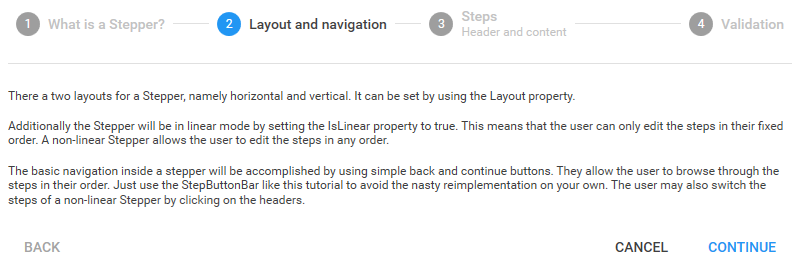 1 What is a Stepper? 2 Layout and navigation 3 Steps 4 Validation
Header and content
There a two layouts for a Stepper, namely horizontal and vertical. It can be set by using the Layout property.
Additionally the Stepper will be in linear mode by setting the IsLinear property to true. This means that the user can only edit the steps in their fixed
order. A non-linear Stepper allows the user to edit the steps in any order.
The basic navigation inside a stepper will be accomplished by using simple back and continue buttons. They allow the user to browse through the
steps in their order. Just use the StepButtonBar like this tutorial to avoid the nasty reimplementation on your own. The user may also switch the
steps of a non-linear Stepper by clicking on the headers.
BACK CANCEL CONTINUE